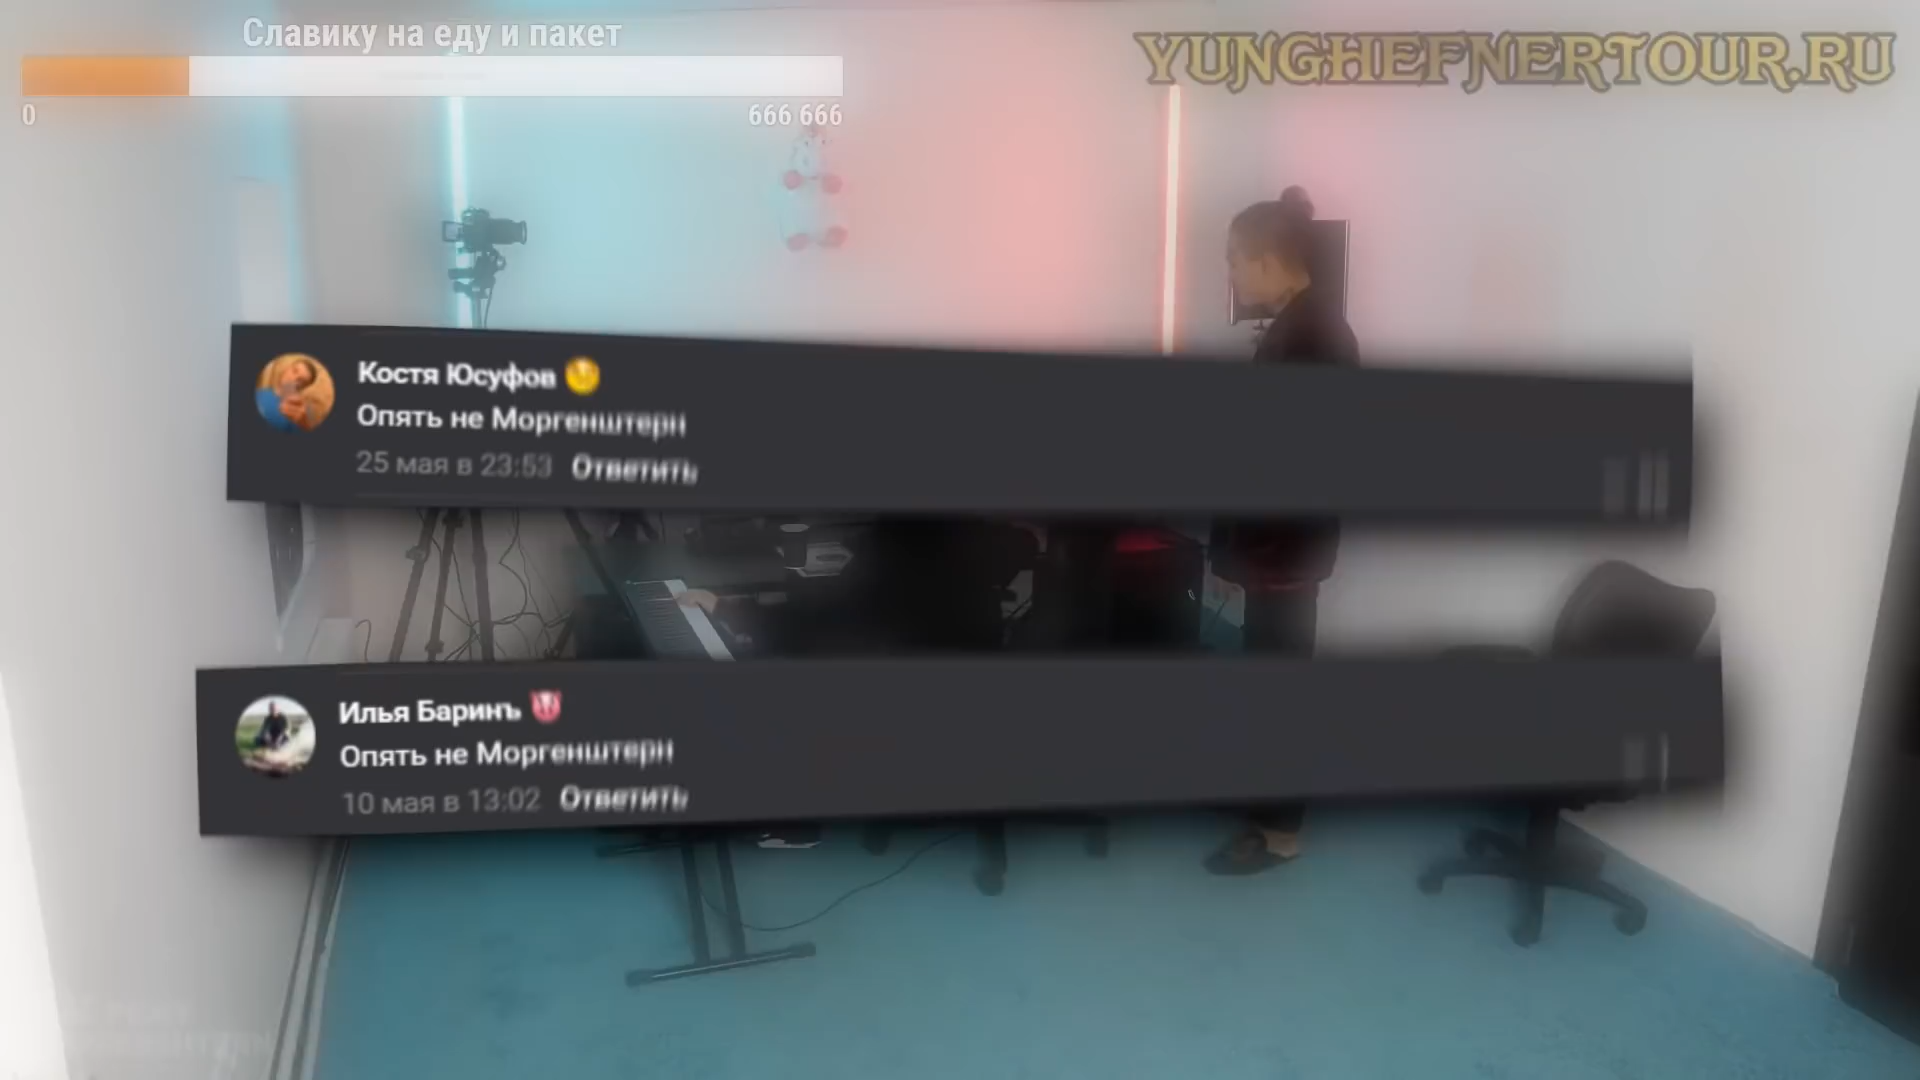 Славику на еду и пакет
0
666 666
YUNGHEFNERTOUR.RU
Костя Юсуфов
Опять не Моргенштерн
25 мая в 23:53 Ответить
Илья Баринъ
Опять не Моргенштерн
10 мая в 13:02 Ответить